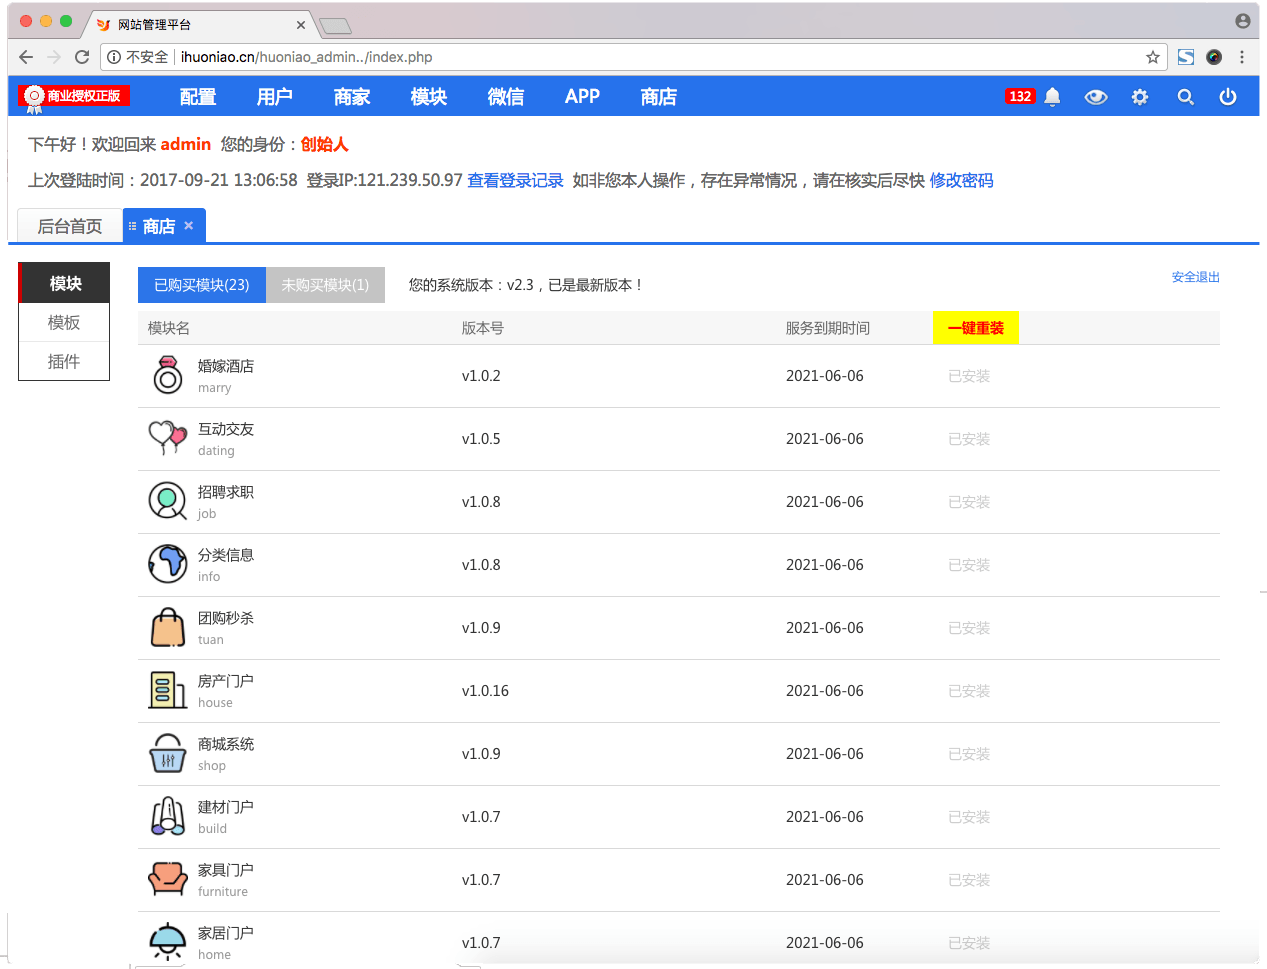 网站管理平台
不安全 ihuoniao.cn/huoniao_admin../index.php
商业授权正版 配置 用户 商家 模块 微信 APP 商店 132
下午好！欢迎回来 admin 您的身份：创始人
上次登陆时间：2017-09-21 13:06:58 登录IP:121.239.50.97 查看登录记录 如非您本人操作，存在异常情况，请在核实后尽快 修改密码
后台首页 商店
模块
模板
插件
已购买模块(23) 未购买模块(1) 您的系统版本：v2.3，已是最新版本！ 安全退出
模块名 版本号 服务到期时间 一键重装
婚嫁酒店
marry
v1.0.2 2021-06-06 已安装
互动交友
dating
v1.0.5 2021-06-06 已安装
招聘求职
job
v1.0.8 2021-06-06 已安装
分类信息
info
v1.0.8 2021-06-06 已安装
团购秒杀
tuan
v1.0.9 2021-06-06 已安装
房产门户
house
v1.0.16 2021-06-06 已安装
商城系统
shop
v1.0.9 2021-06-06 已安装
建材门户
build
v1.0.7 2021-06-06 已安装
家具门户
furniture
v1.0.7 2021-06-06 已安装
家居门户
home
v1.0.7 2021-06-06 已安装